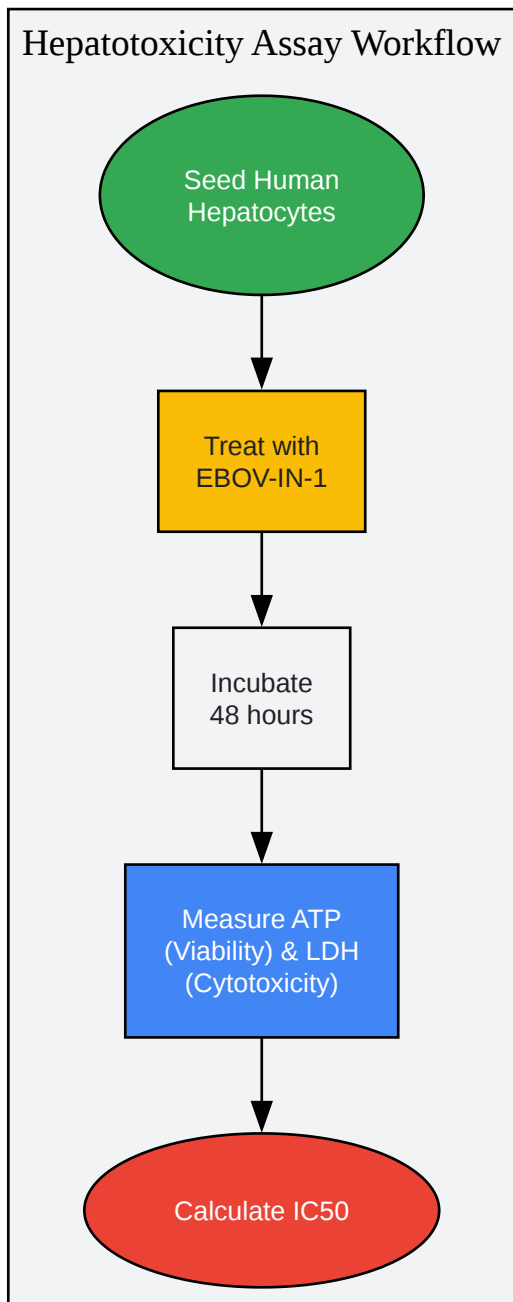 Hepatotoxicity Assay Workflow
Seed Human
Hepatocytes
Treat with
EBOV-IN-1
Incubate
48 hours
Measure ATP
(Viability) & LDH
(Cytotoxicity)
Calculate IC50